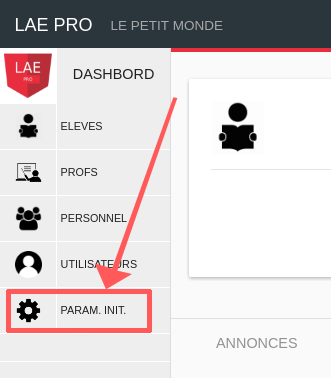 LAE PRO LE PETIT MONDE
LAE
PRO
DASHBORD
ELEVES
PROFS
PERSONNEL
UTILISATEURS
PARAM. INIT.
ANNONCES